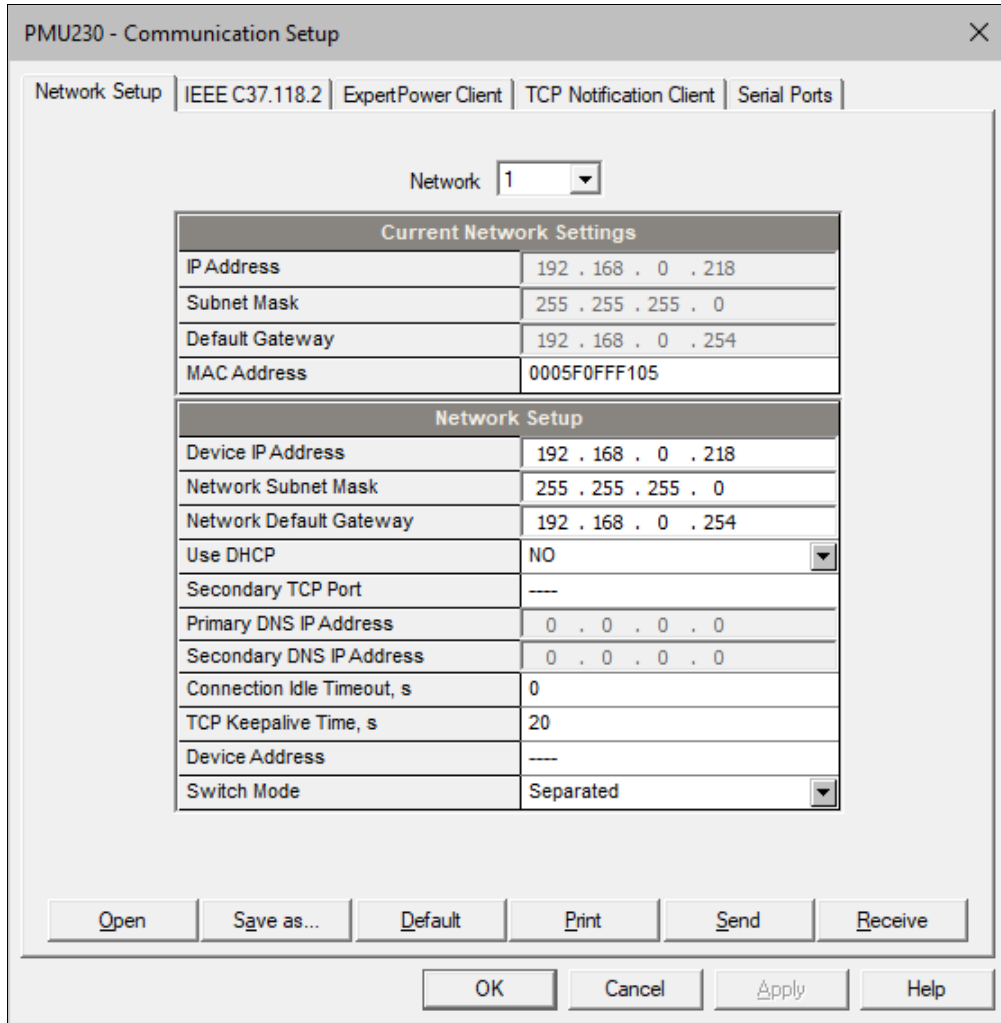 PMU230 - Communication Setup
Network Setup IEEE C37.118.2 ExpertPower Client TCP Notification Client Serial Ports
Network 1
Current Network Settings
IP Address 192 . 168 . 0 . 218
Subnet Mask 255 . 255 . 255 . 0
Default Gateway 192 . 168 . 0 . 254
MAC Address 0005F0FFF105
Network Setup
Device IP Address 192 . 168 . 0 . 218
Network Subnet Mask 255 . 255 . 255 . 0
Network Default Gateway 192 . 168 . 0 . 254
Use DHCP NO
Secondary TCP Port ----
Primary DNS IP Address 0 . 0 . 0 . 0
Secondary DNS IP Address 0 . 0 . 0 . 0
Connection Idle Timeout, s 0
TCP Keepalive Time, s 20
Device Address ----
Switch Mode Separated
Open Save as... Default Print Send Receive
OK Cancel Apply Help